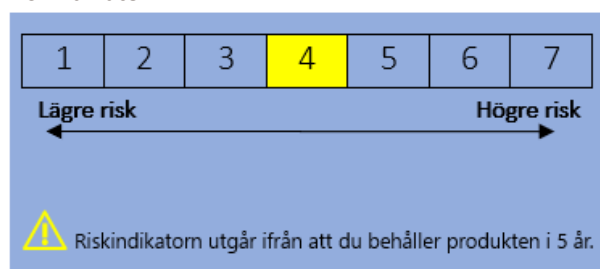 1 2 3 4 5 6 7
Lägre risk Högre risk
Riskindikatorn utgår ifrån att du behåller produkten i 5 år.